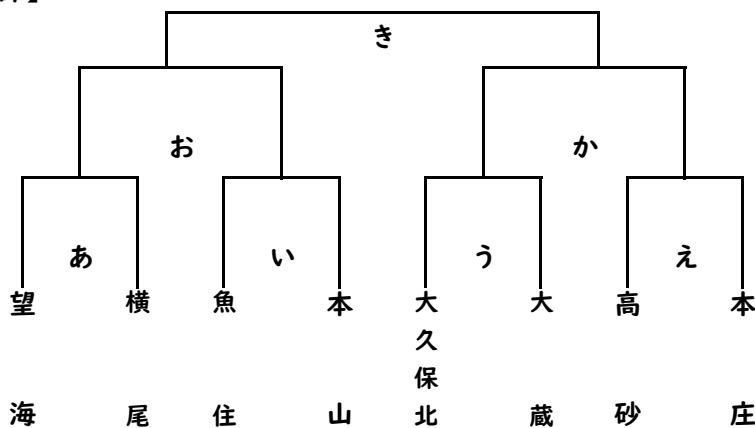 き
お
か
あ
い
う
え
望海
横尾
魚住
本山
大久保北
大蔵
高砂
本庄